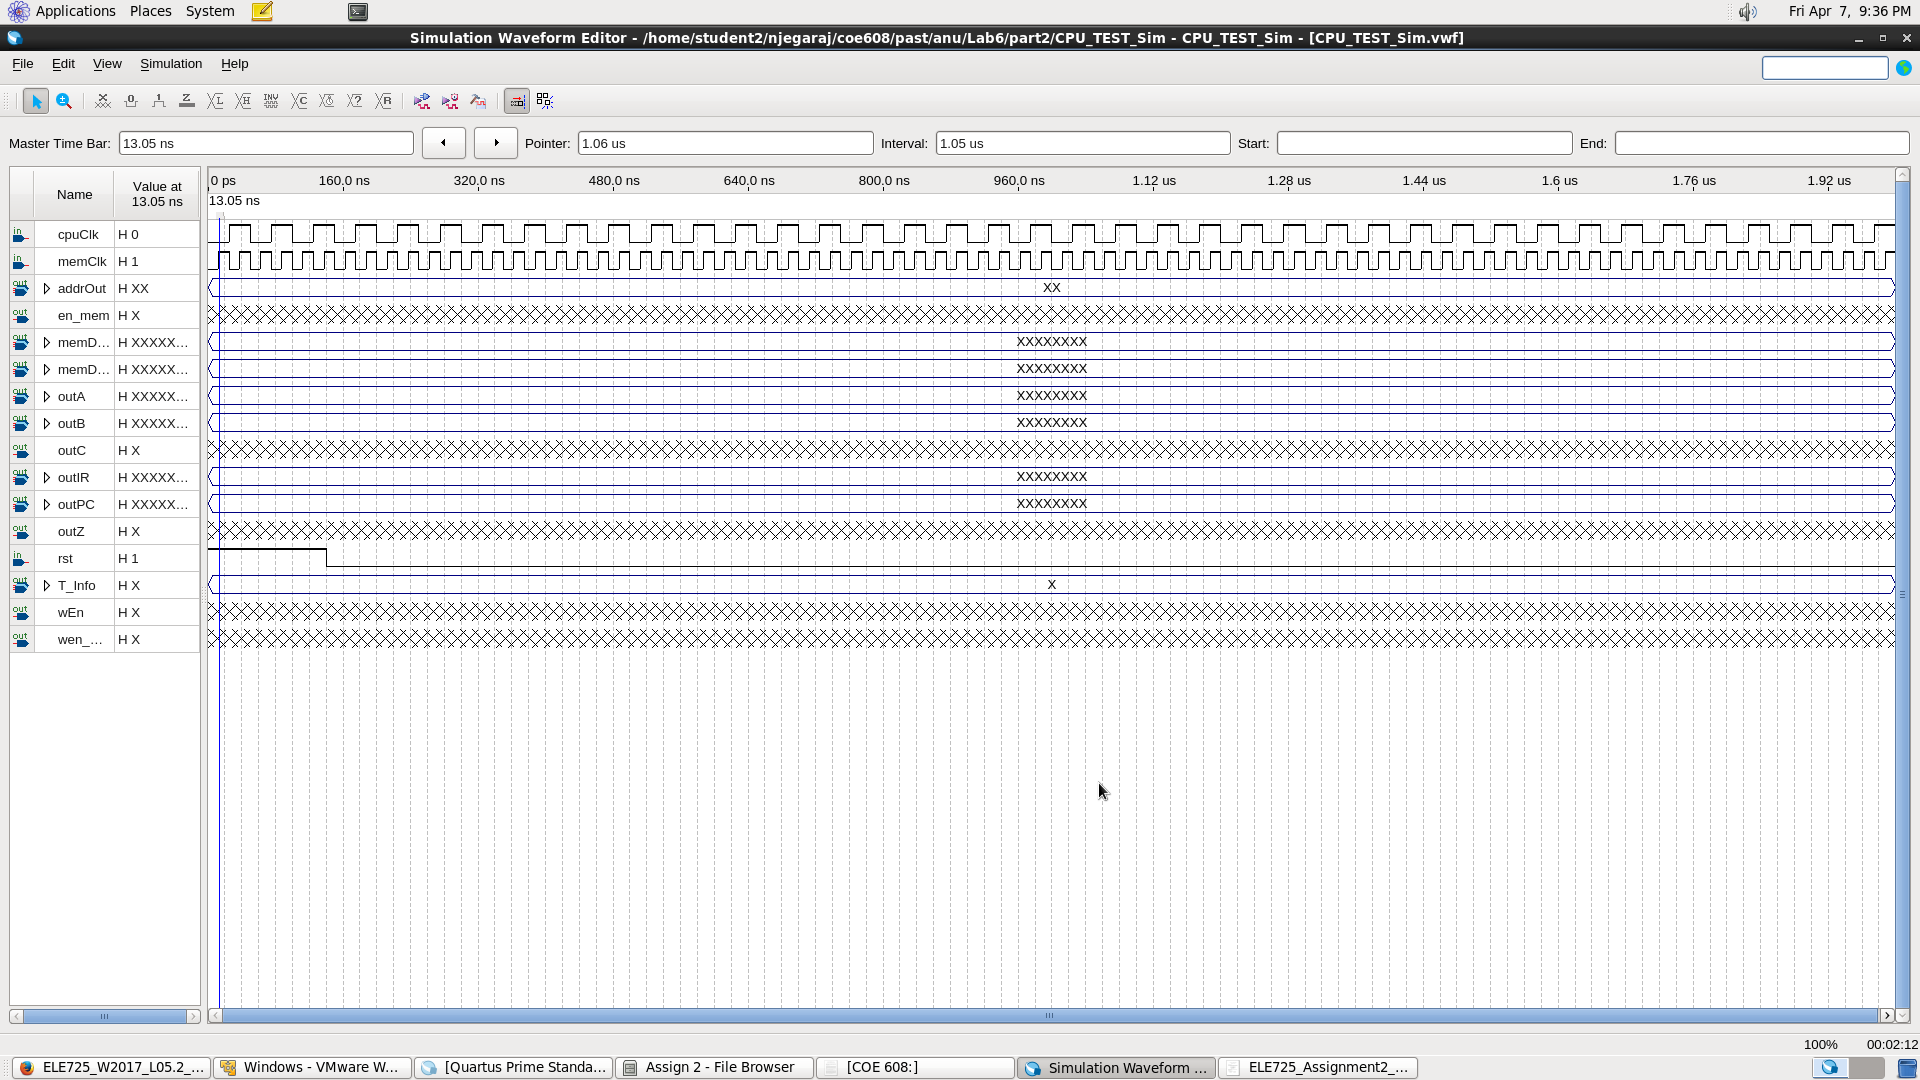 Applications Places System Fri Apr 7, 9:36 PM
Simulation Waveform Editor - /home/student2/njegaraj/coe608/past/anu/Lab6/part2/CPU_TEST_Sim - CPU_TEST_Sim - [CPU_TEST_Sim.vwf]
File Edit View Simulation Help
Master Time Bar: 13.05 ns Pointer: 1.06 us Interval: 1.05 us Start: End:
Name Value at 13.05 ns
0 ps 160.0 ns 320.0 ns 480.0 ns 640.0 ns 800.0 ns 960.0 ns 1.12 us 1.28 us 1.44 us 1.6 us 1.76 us 1.92 us
13.05 ns
in cpuClk H 0
in memClk H 1
out addrOut H XX XX
out en_mem H X
out memD... H XXXXX... XXXXXXXX
out memD... H XXXXX... XXXXXXXX
out outA H XXXXX... XXXXXXXX
out outB H XXXXX... XXXXXXXX
out outC H X
out outIR H XXXXX... XXXXXXXX
out outPC H XXXXX... XXXXXXXX
out outZ H X
in rst H 1
out T_Info H X X
out wEn H X
out wen_... H X
100% 00:02:12
ELE725_W2017_L05.2_... Windows - VMware W... [Quartus Prime Standa... Assign 2 - File Browser [COE 608:] Simulation Waveform ... ELE725_Assignment2_...